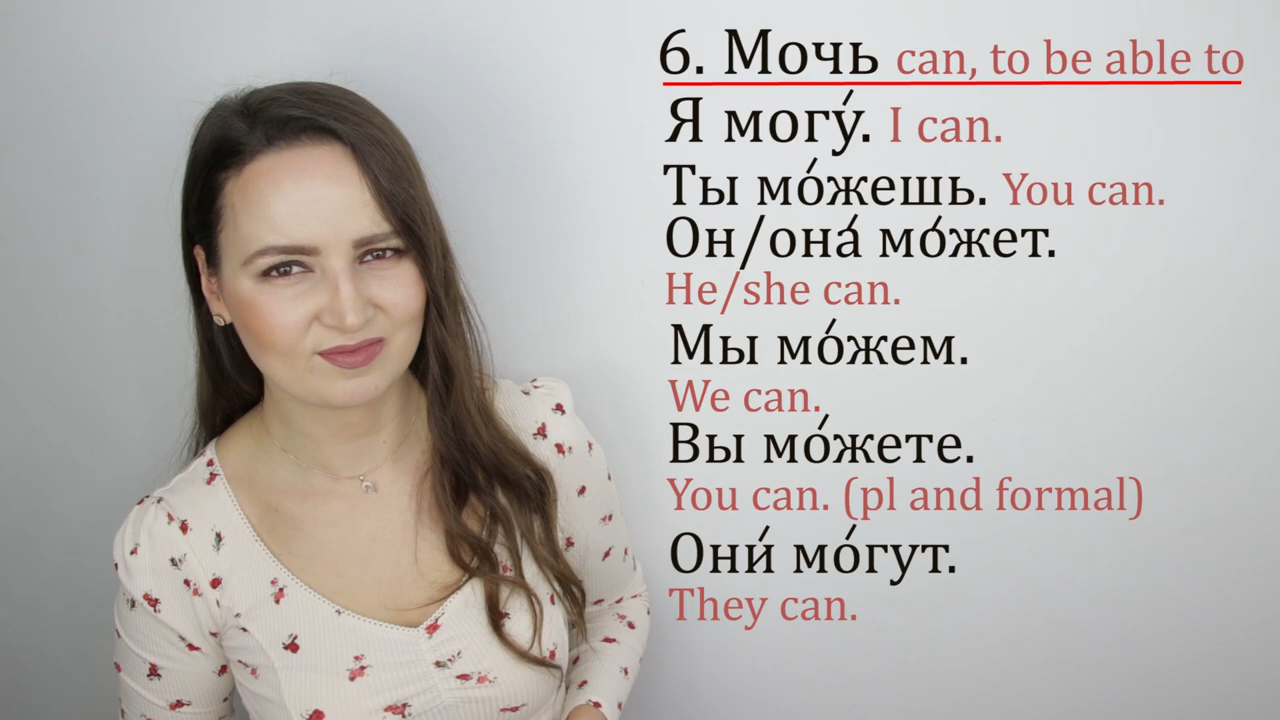 6. Мочь can, to be able to
Я могу́. I can.
Ты мо́жешь. You can.
Он/она́ мо́жет.
He/she can.
Мы мо́жем.
We can.
Вы мо́жете.
You can. (pl and formal)
Они́ мо́гут.
They can.